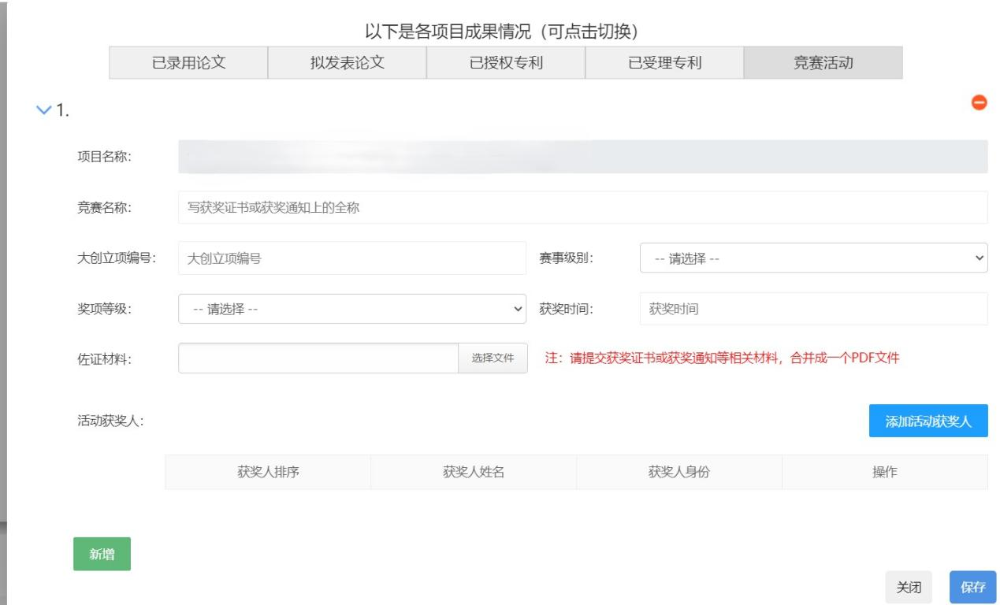 以下是各项目成果情况（可点击切换）
已录用论文 拟发表论文 已授权专利 已受理专利 竞赛活动
1.
项目名称：
竞赛名称： 写获奖证书或获奖通知上的全称
大创立项编号： 大创立项编号 赛事级别： -- 请选择 --
奖项等级： -- 请选择 -- 获奖时间： 获奖时间
佐证材料： 选择文件 注：请提交获奖证书或获奖通知等相关材料，合并成一个PDF文件
活动获奖人： 添加活动获奖人
获奖人排序 获奖人姓名 获奖人身份 操作
新增
关闭 保存